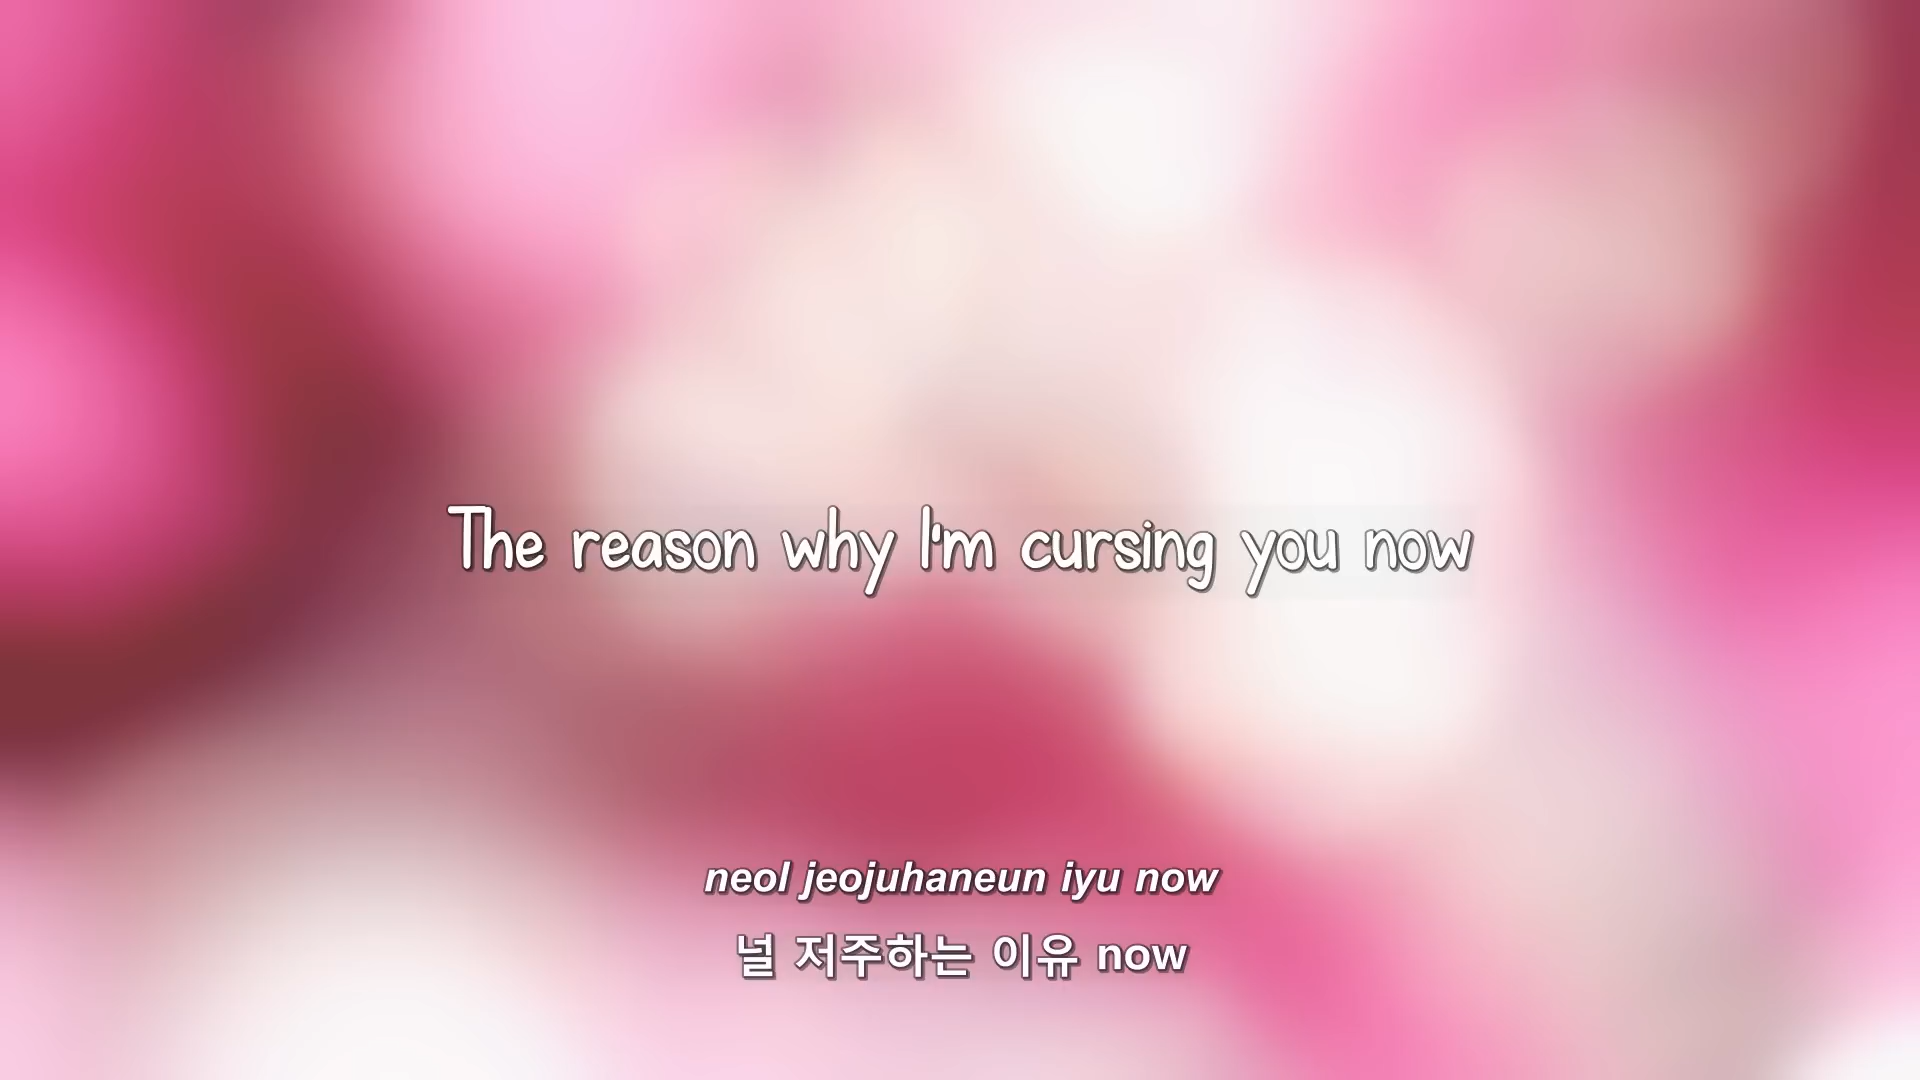 The reason why I'm cursing you now
neol jeojuhaneun iyu now
널 저주하는 이유 now